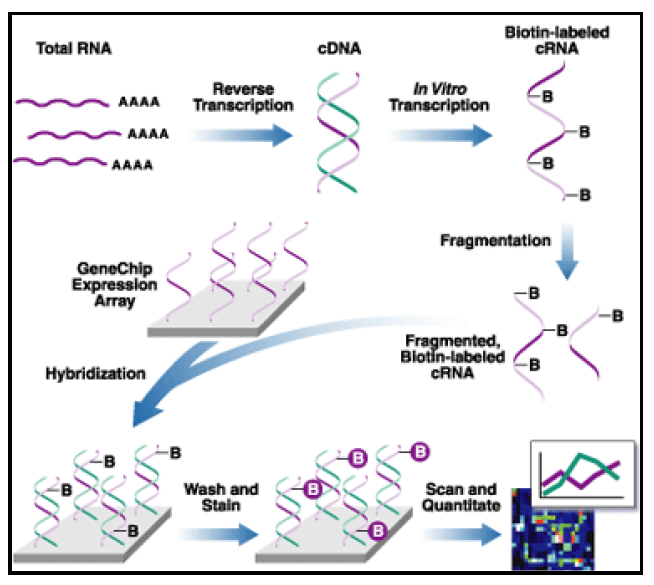 Total RNA
cDNA
Biotin-labeled
cRNA
AAAA
AAAA
AAAA
Reverse
Transcription
In Vitro
Transcription
B
B
B
B
Fragmentation
GeneChip
Expression
Array
B
B
B
Fragmented,
Biotin-labeled
cRNA
Hybridization
B
B
B
B
Wash and
Stain
B
B
B
B
Scan and
Quantitate